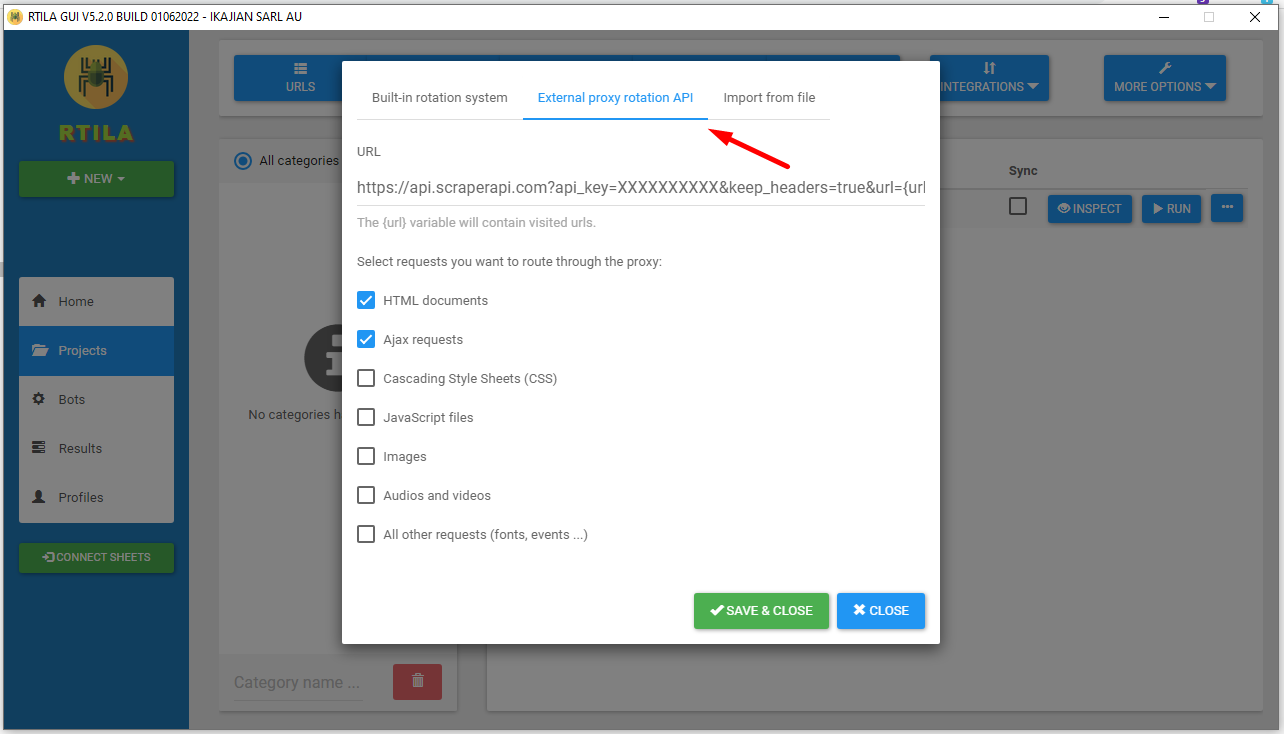 RTILA GUI V5.2.0 BUILD 01062022 - IKAJIAN SARL AU
RTILA
NEW
Home
Projects
Bots
Results
Profiles
CONNECT SHEETS
URLS
INTEGRATIONS
MORE OPTIONS
All categories
Sync
INSPECT
RUN
...
No categories h
Category name ...
Built-in rotation system
External proxy rotation API
Import from file
URL
https://api.scraperapi.com?api_key=XXXXXXXXXX&keep_headers=true&url={url
The {url} variable will contain visited urls.
Select requests you want to route through the proxy:
HTML documents
Ajax requests
Cascading Style Sheets (CSS)
JavaScript files
Images
Audios and videos
All other requests (fonts, events ...)
SAVE & CLOSE
CLOSE